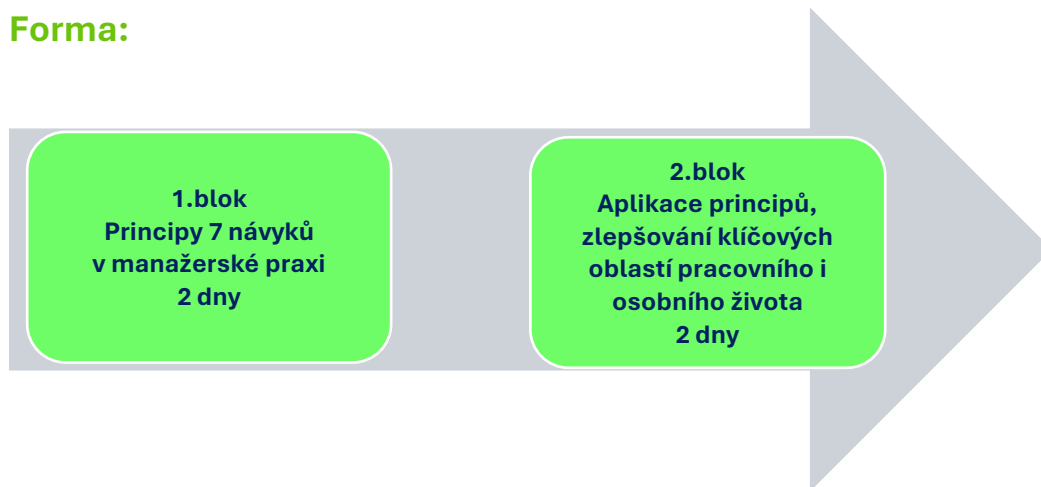 Forma:
1.blok
Principy 7 návyků
v manažerské praxi
2 dny
2.blok
Aplikace principů,
zlepšování klíčových
oblastí pracovního i
osobního života
2 dny